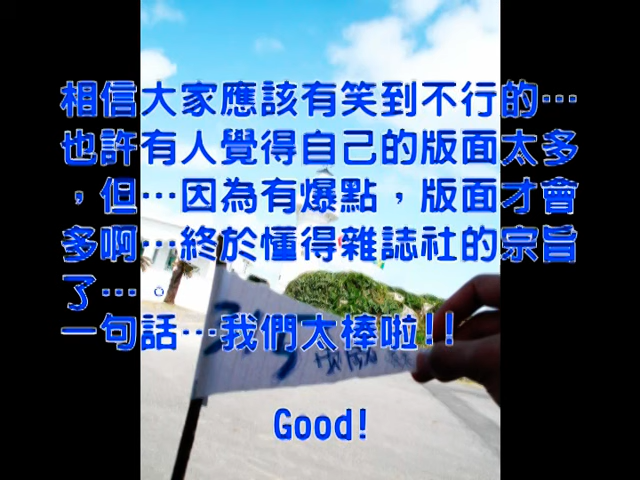 相信大家應該有笑到不行的…
也許有人覺得自己的版面太多
，但…因為有爆點，版面才會
多啊…終於懂得雜誌社的宗旨
了…。
一句話…我們太棒啦!!
315
Good!